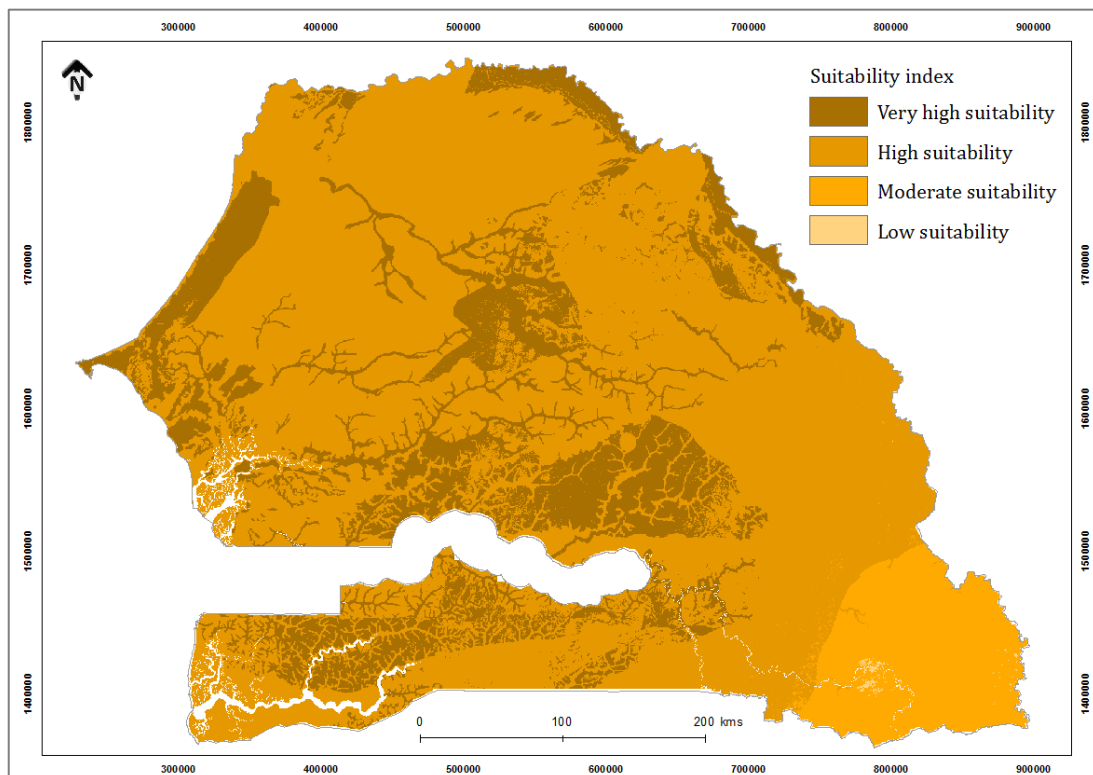 300000 400000 500000 600000 700000 800000 900000
N
Suitability index
Very high suitability
High suitability
Moderate suitability
Low suitability
1800000 1800000
1700000 1700000
1600000 1600000
1500000 1500000
1400000 1400000
0 100 200 kms
300000 400000 500000 600000 700000 800000 900000